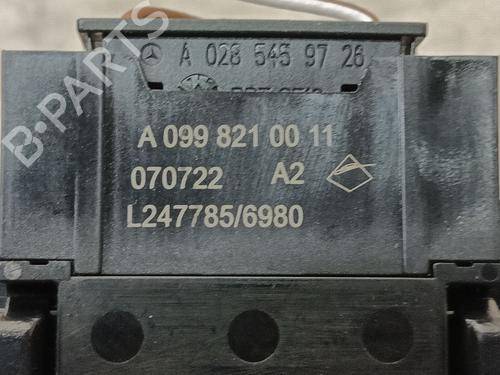 A 028 545 97 26
A 099 821 00 11
070722 A2
L247785/6980
B-PARTS